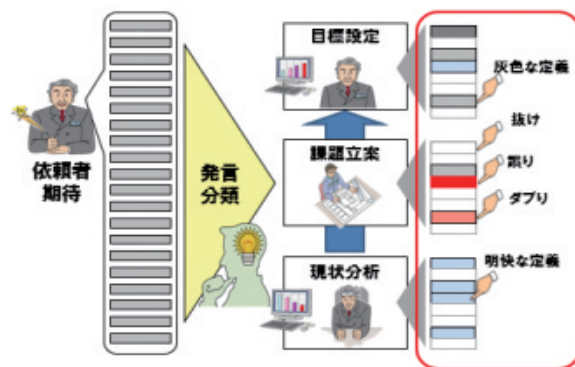 依頼者
期待
発言
分類
目標設定
課題立案
現状分析
灰色な定義
抜け
誤り
ダブり
明快な定義